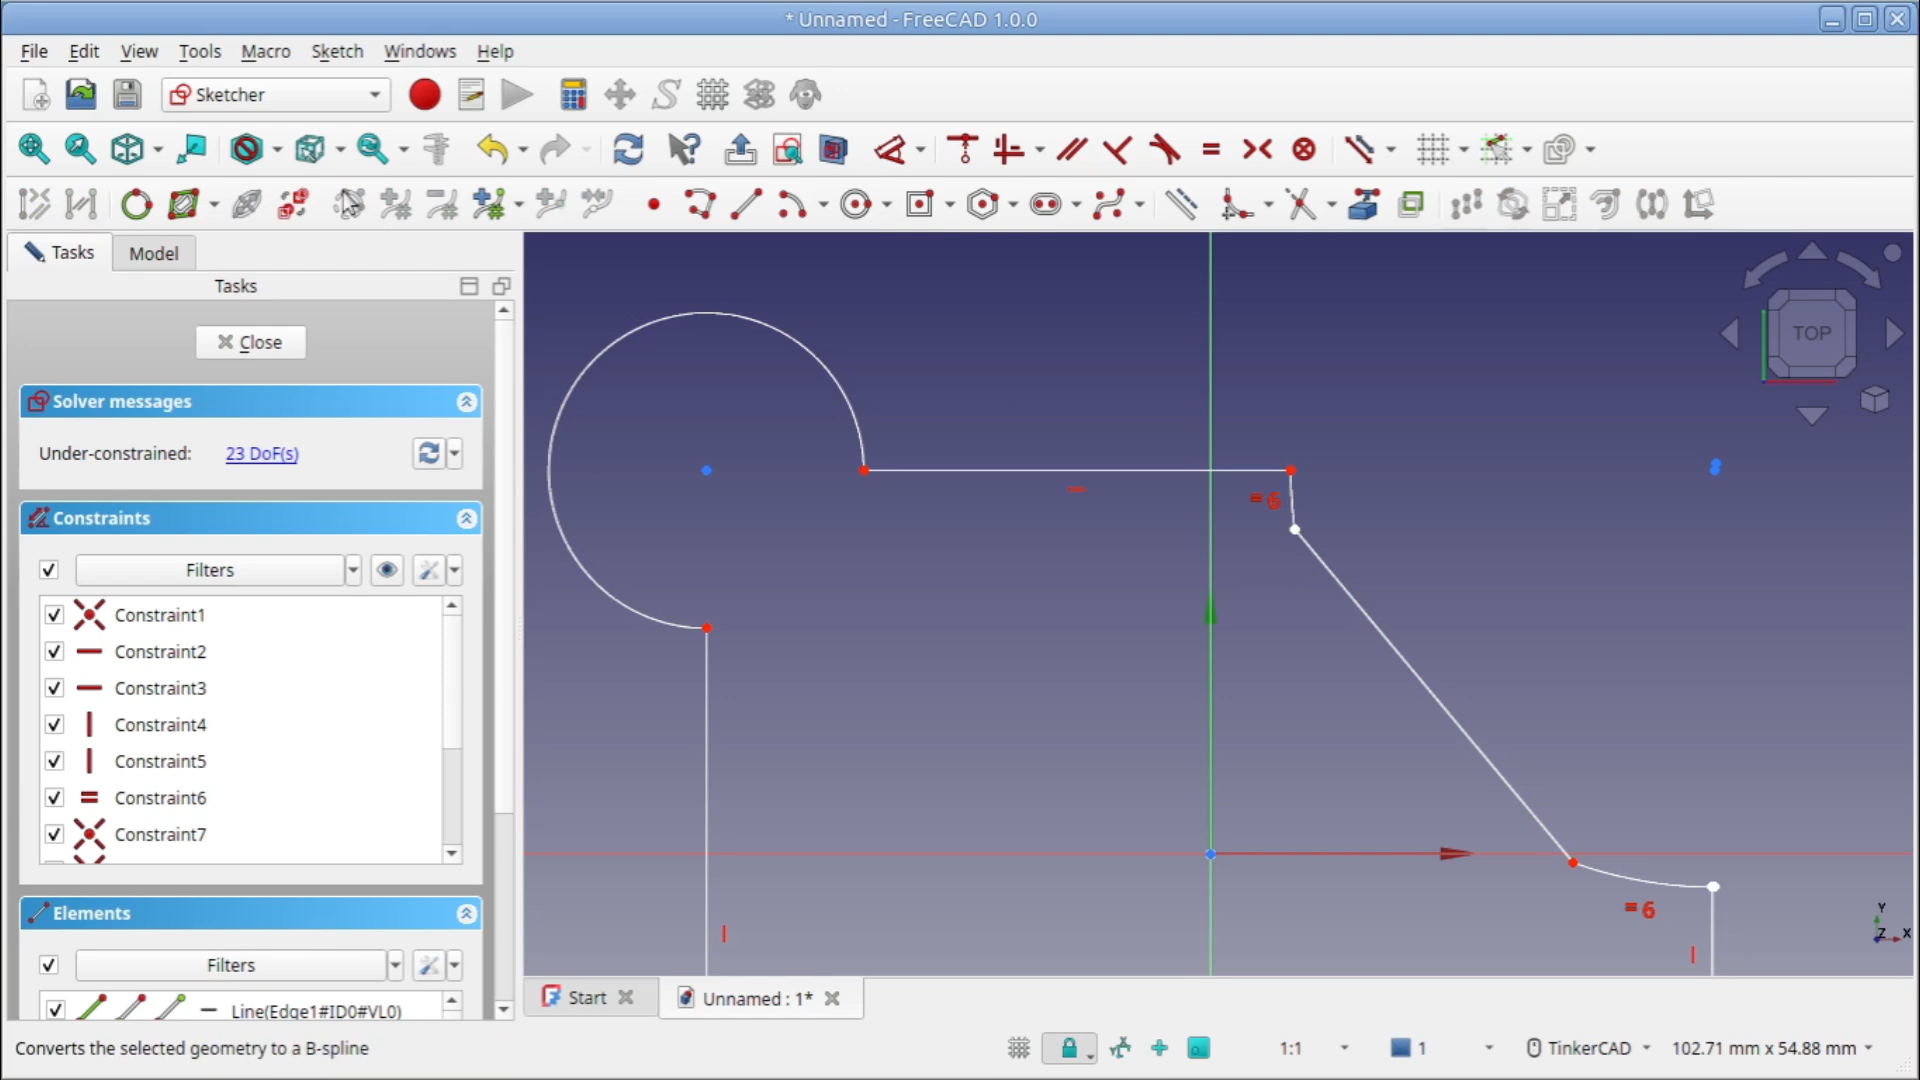 * Unnamed - FreeCAD 1.0.0
File Edit View Tools Macro Sketch Windows Help
Sketcher
Tasks Model
Tasks
Close
TOP
Solver messages
Under-constrained: 23 DoF(s)
Constraints
Filters
Constraint1
Constraint2
Constraint3
Constraint4
Constraint5
Constraint6
Constraint7
6
6
Elements
Filters
Line(Edge1#ID0#VL0)
Y
Z X
Start Unnamed : 1*
Converts the selected geometry to a B-spline 1:1 1 TinkerCAD 102.71 mm x 54.88 mm